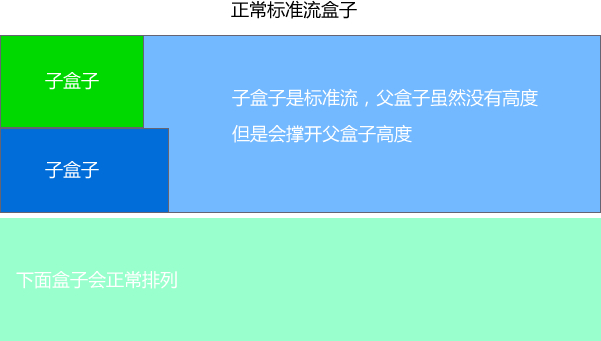 正常标准流盒子
子盒子
子盒子是标准流，父盒子虽然没有高度
但是会撑开父盒子高度
子盒子
下面盒子会正常排列